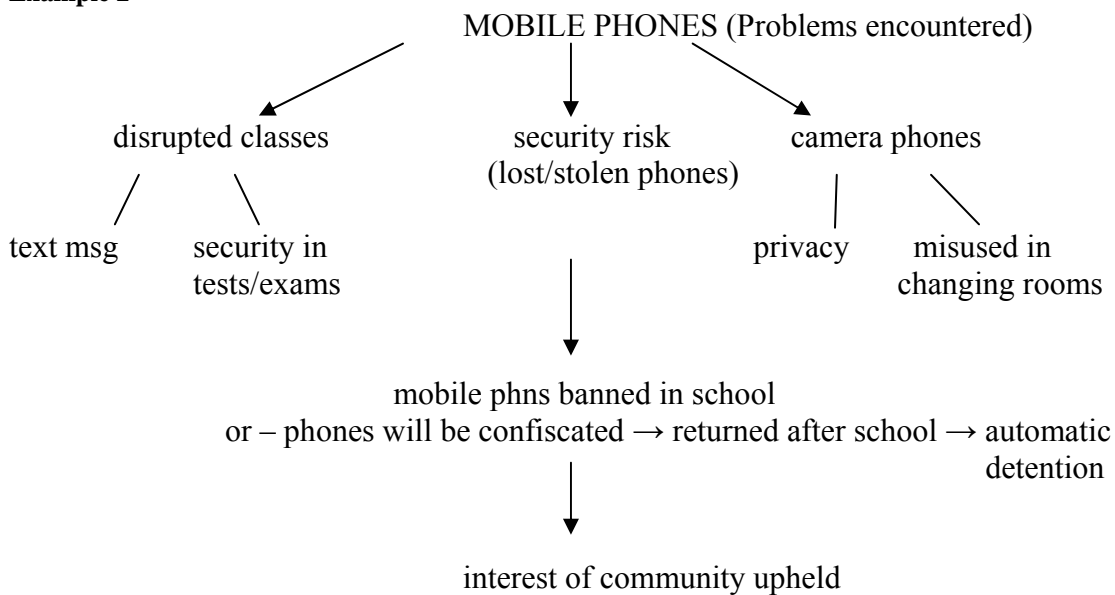 MOBILE PHONES (Problems encountered)
disrupted classes
security risk
(lost/stolen phones)
camera phones
text msg
security in
tests/exams
privacy
misused in
changing rooms
mobile phns banned in school
or – phones will be confiscated → returned after school → automatic
detention
interest of community upheld